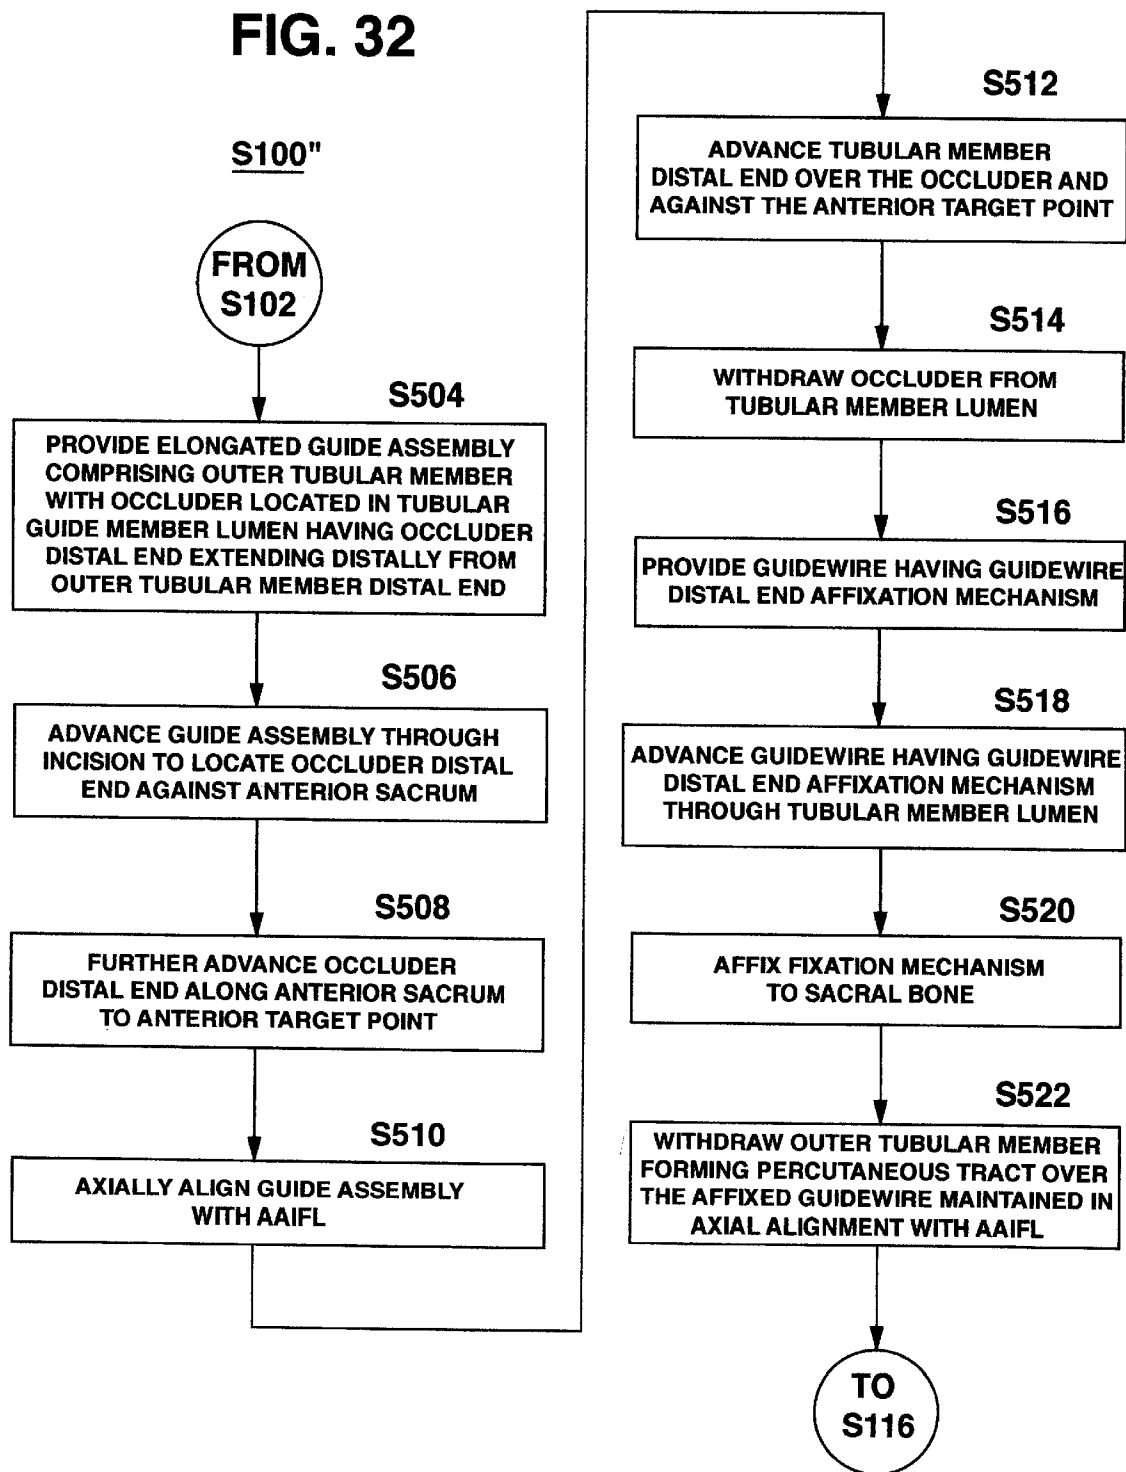 FIG. 32
S100"
FROM
S102
S504
PROVIDE ELONGATED GUIDE ASSEMBLY
COMPRISING OUTER TUBULAR MEMBER
WITH OCCLUDER LOCATED IN TUBULAR
GUIDE MEMBER LUMEN HAVING OCCLUDER
DISTAL END EXTENDING DISTALLY FROM
OUTER TUBULAR MEMBER DISTAL END
S506
ADVANCE GUIDE ASSEMBLY THROUGH
INCISION TO LOCATE OCCLUDER DISTAL
END AGAINST ANTERIOR SACRUM
S508
FURTHER ADVANCE OCCLUDER
DISTAL END ALONG ANTERIOR SACRUM
TO ANTERIOR TARGET POINT
S510
AXIALLY ALIGN GUIDE ASSEMBLY
WITH AAIFL
S512
ADVANCE TUBULAR MEMBER
DISTAL END OVER THE OCCLUDER AND
AGAINST THE ANTERIOR TARGET POINT
S514
WITHDRAW OCCLUDER FROM
TUBULAR MEMBER LUMEN
S516
PROVIDE GUIDEWIRE HAVING GUIDEWIRE
DISTAL END AFFIXATION MECHANISM
S518
ADVANCE GUIDEWIRE HAVING GUIDEWIRE
DISTAL END AFFIXATION MECHANISM
THROUGH TUBULAR MEMBER LUMEN
S520
AFFIX FIXATION MECHANISM
TO SACRAL BONE
S522
WITHDRAW OUTER TUBULAR MEMBER
FORMING PERCUTANEOUS TRACT OVER
THE AFFIXED GUIDEWIRE MAINTAINED IN
AXIAL ALIGNMENT WITH AAIFL
TO
S116